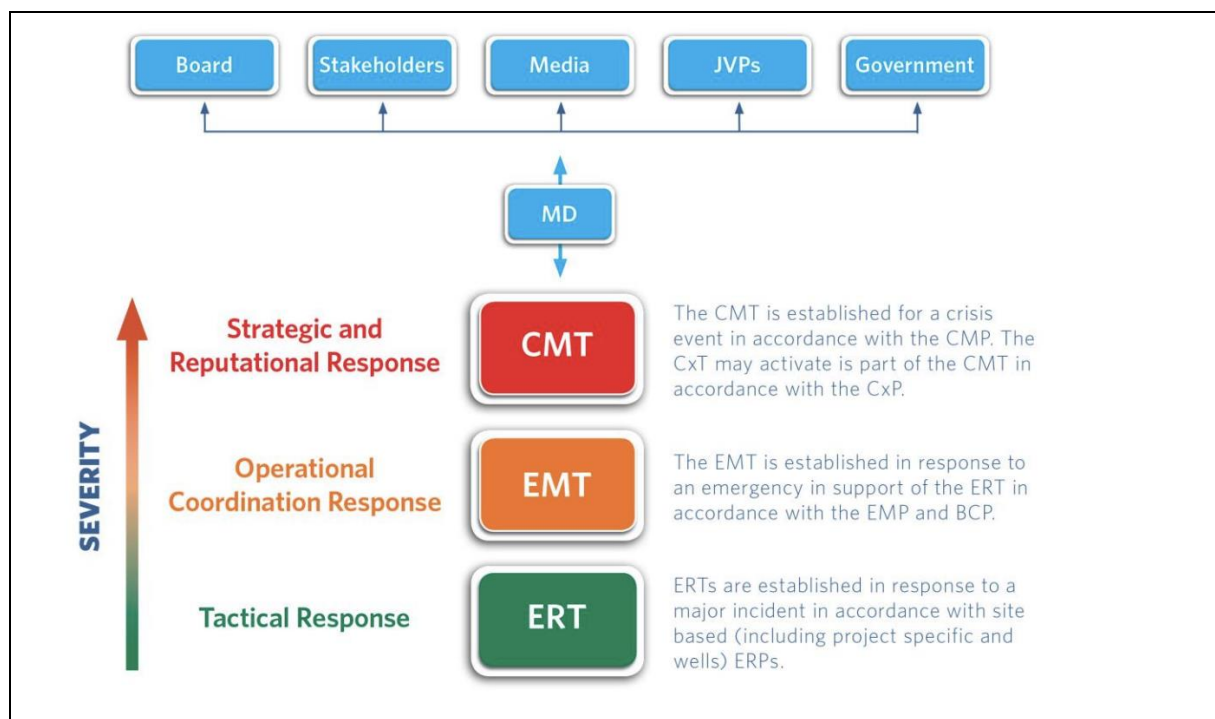 Board
Stakeholders
Media
JVPs
Government
MD
Strategic and
Reputational Response
CMT
The CMT is established for a crisis
event in accordance with the CMP. The
CxT may activate is part of the CMT in
accordance with the CxP.
SEVERITY
Operational
Coordination Response
EMT
The EMT is established in response to
an emergency in support of the ERT in
accordance with the EMP and BCP.
Tactical Response
ERT
ERTs are established in response to a
major incident in accordance with site
based (including project specific and
wells) ERPs.